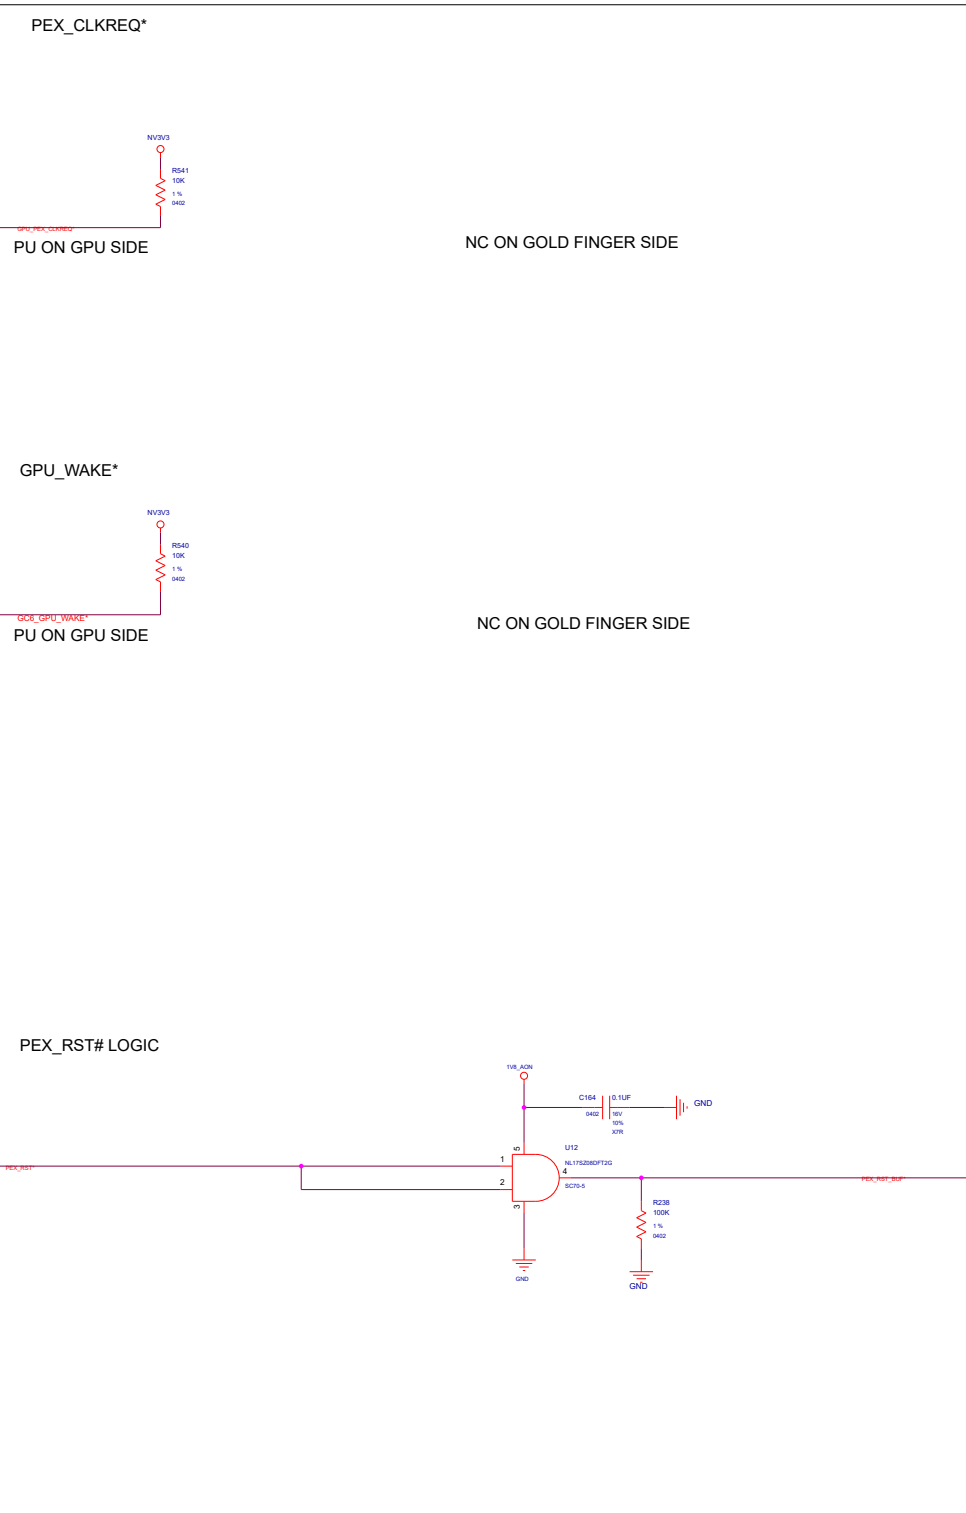 PEX_CLKREQ*
NV3V3
R541
10K
1 %
0402
GPU_PEX_CLKREQ*
PU ON GPU SIDE
NC ON GOLD FINGER SIDE
GPU_WAKE*
NV3V3
R540
10K
1 %
0402
GC6_GPU_WAKE*
PU ON GPU SIDE
NC ON GOLD FINGER SIDE
PEX_RST# LOGIC
1V8_AON
C164
0.1UF
GND
0402
16V
10%
X7R
5
U12
1
NL17SZ08DFT2G
PEX_RST*
4
PEX_RST_BUF*
2
SC70-5
3
R238
100K
1 %
0402
GND
GND